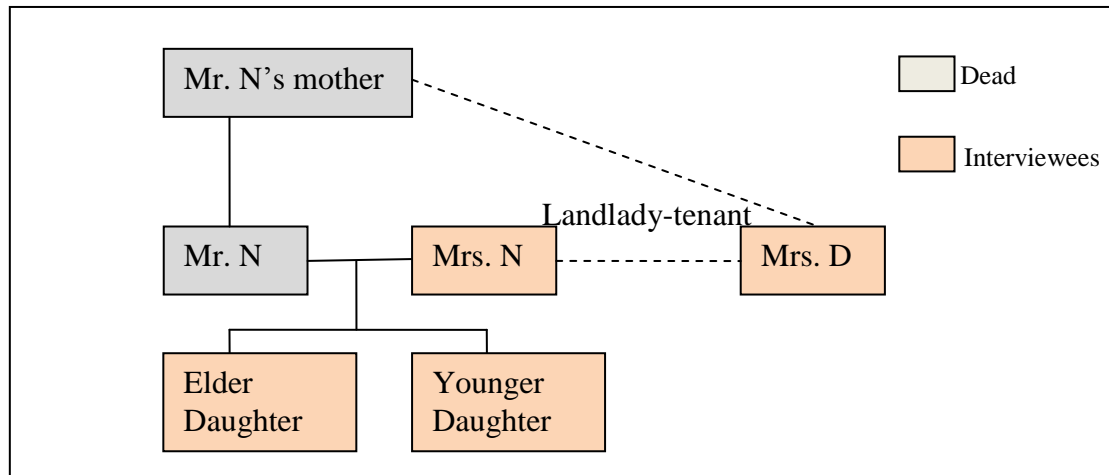 Mr. N’s mother
Dead
Interviewees
Landlady-tenant
Mr. N
Mrs. N
Mrs. D
Elder
Daughter
Younger
Daughter